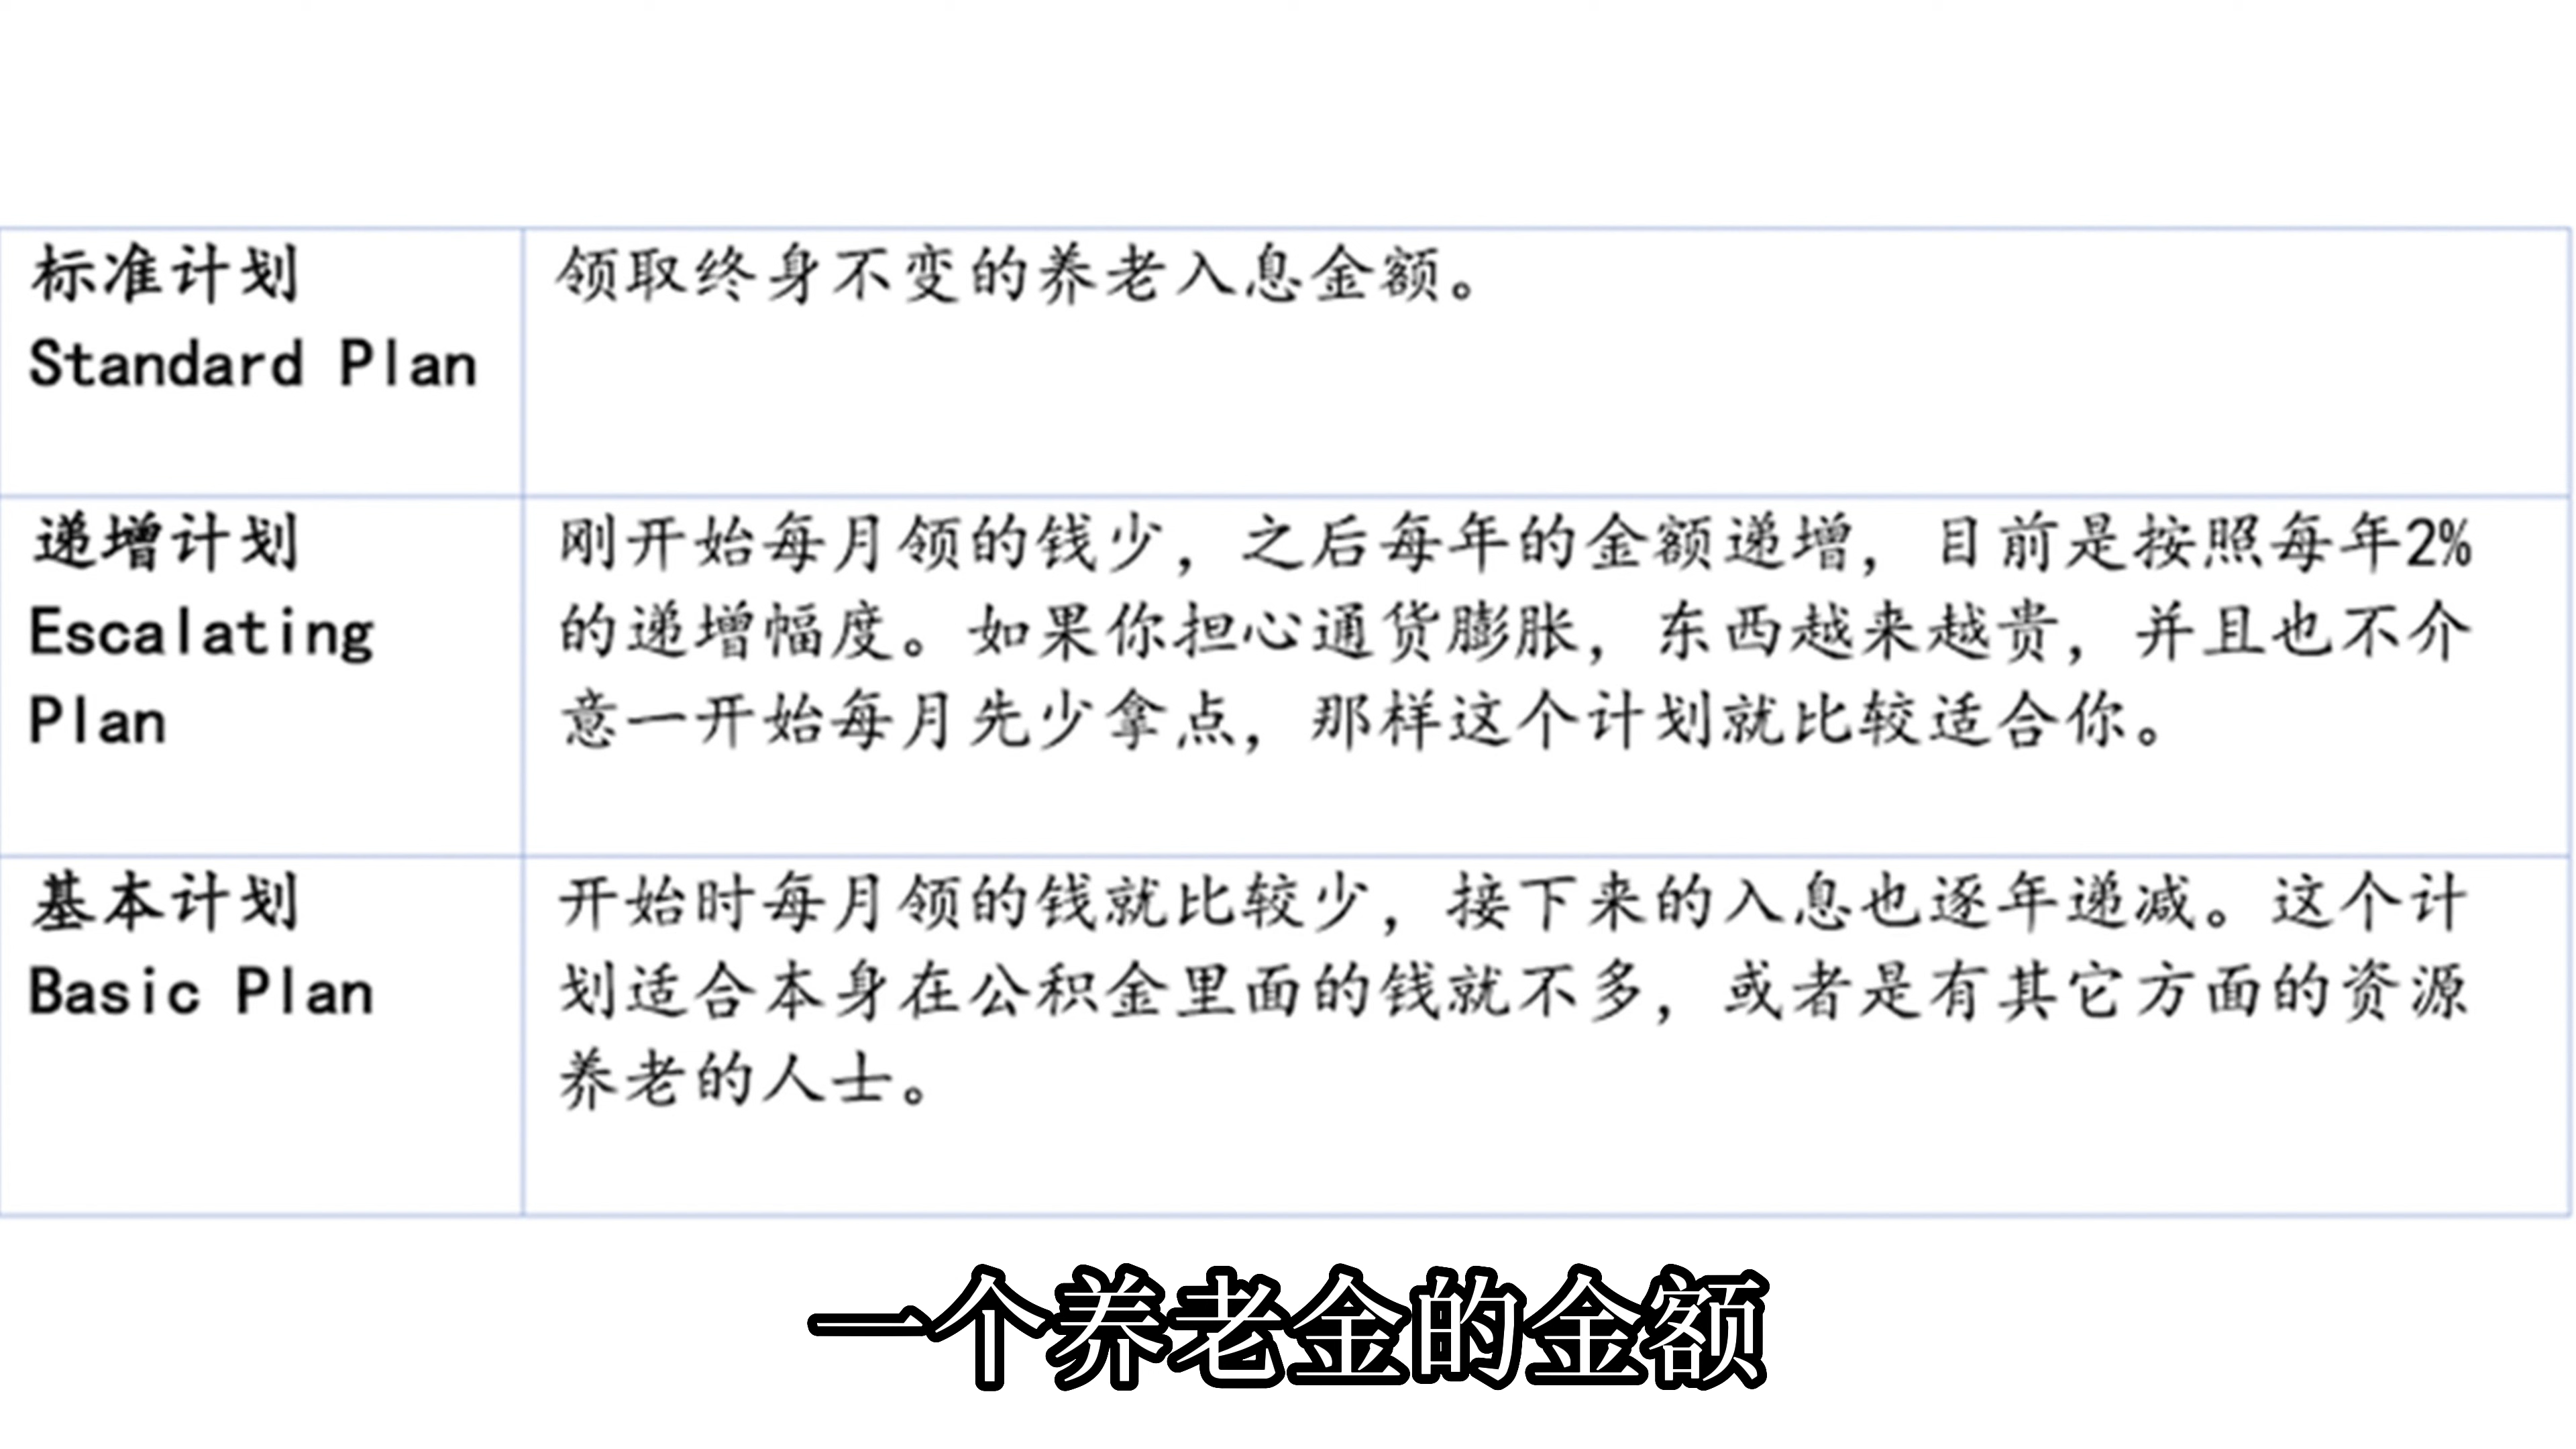 标准计划
Standard Plan
领取终身不变的养老入息金额。
递增计划
Escalating
Plan
刚开始每月领的钱少，之后每年的金额递增，目前是按照每年2%
的递增幅度。如果你担心通货膨胀，东西越来越贵，并且也不介
意一开始每月先少拿点，那样这个计划就比较适合你。
基本计划
Basic Plan
开始时每月领的钱就比较少，接下来的入息也逐年递减。这个计
划适合本身在公积金里面的钱就不多，或者是有其它方面的资源
养老的人士。
一个养老金的金额